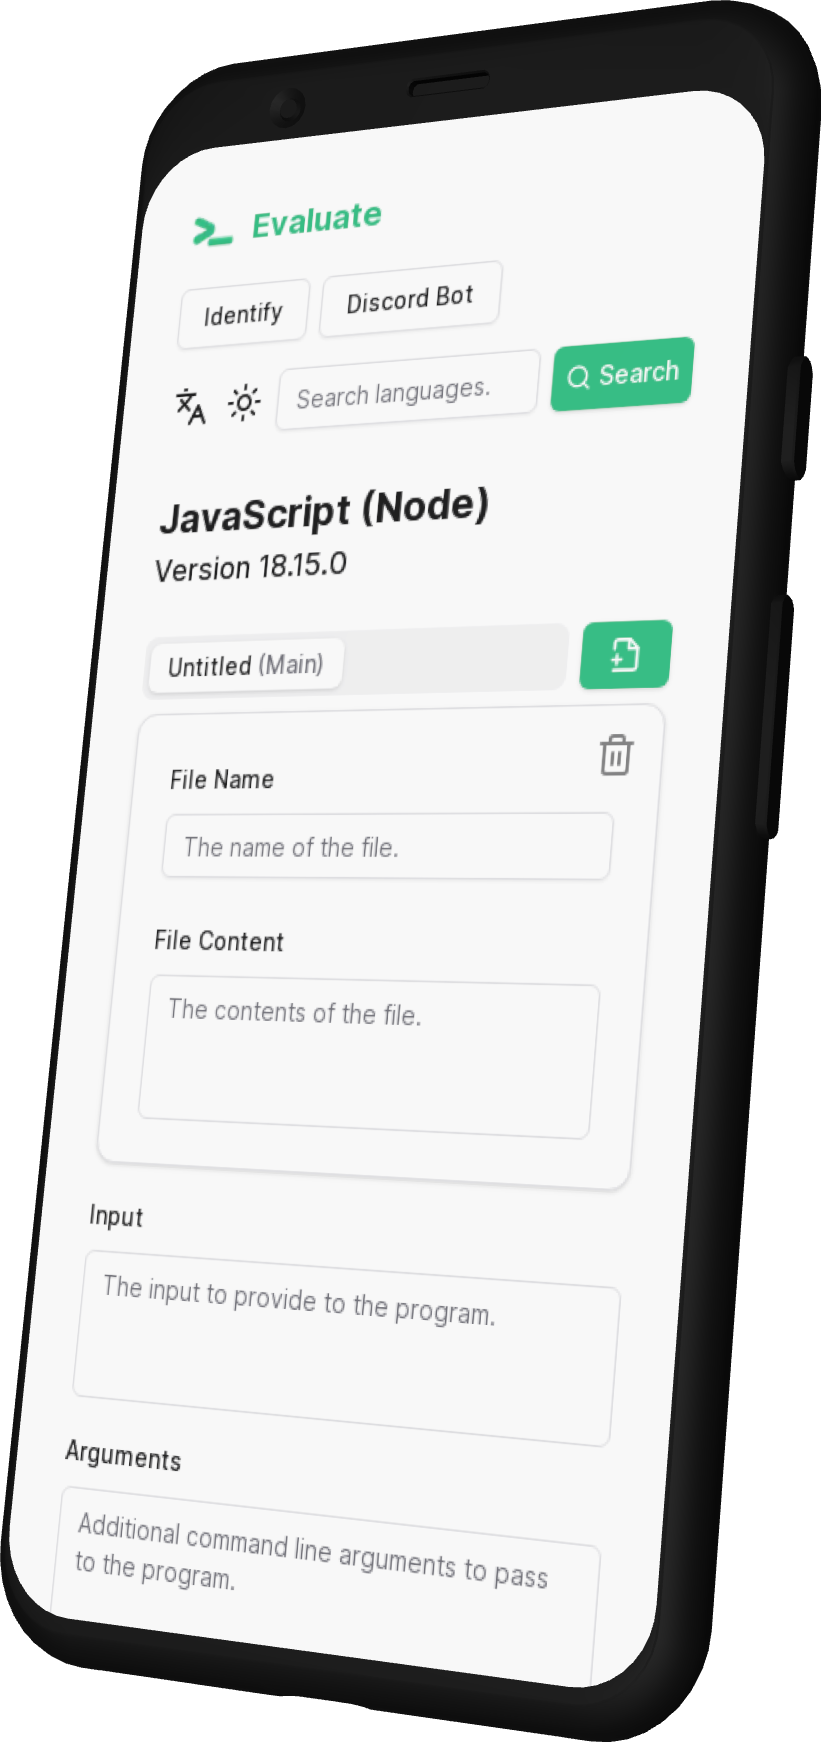 Evaluate
Identify
Discord Bot
Search languages.
Search
JavaScript (Node)
Version 18.15.0
Untitled (Main)
File Name
The name of the file.
File Content
The contents of the file.
Input
The input to provide to the program.
Arguments
Additional command line arguments to pass
to the program.